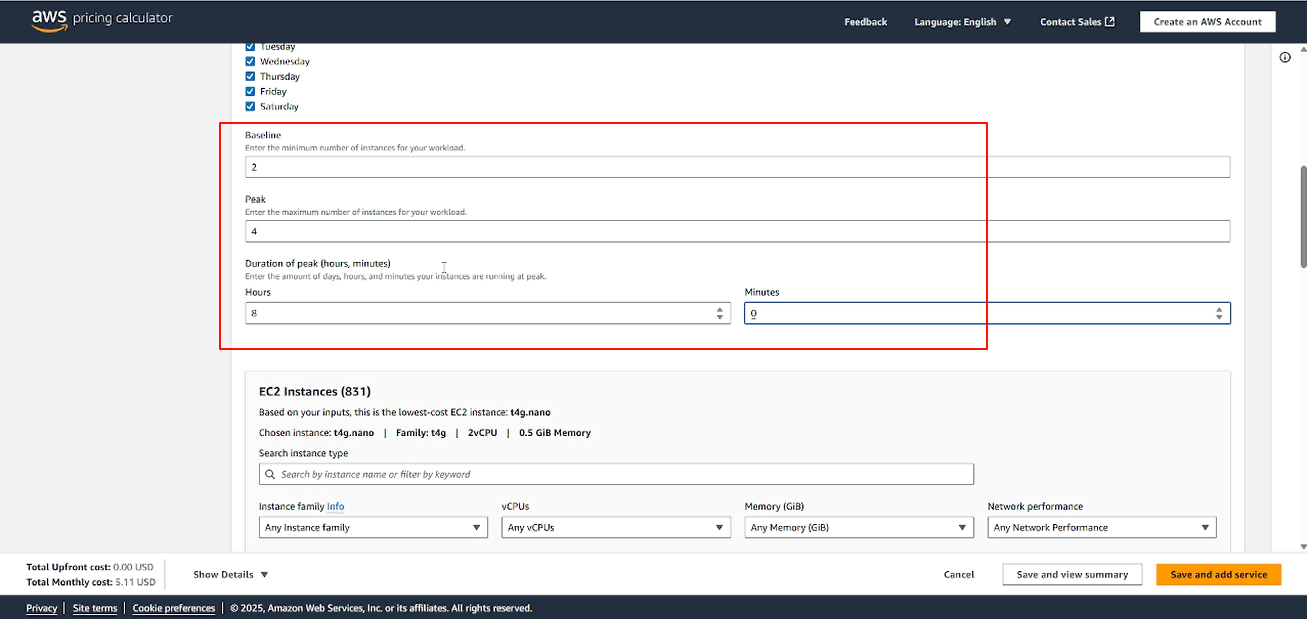 aws pricing calculator
Feedback Language: English Contact Sales Create an AWS Account
Tuesday
Wednesday
Thursday
Friday
Saturday
Baseline
Enter the minimum number of instances for your workload.
2
Peak
Enter the maximum number of instances for your workload.
4
Duration of peak (hours, minutes)
Enter the amount of days, hours, and minutes your instances are running at peak.
Hours Minutes
8 0
EC2 Instances (831)
Based on your inputs, this is the lowest-cost EC2 instance: t4g.nano
Chosen instance: t4g.nano | Family: t4g | 2vCPU | 0.5 GiB Memory
Search instance type
Search by instance name or filter by keyword
Instance family Info vCPUs Memory (GiB) Network performance
Any Instance family Any vCPUs Any Memory (GiB) Any Network Performance
Total Upfront cost: 0.00 USD
Total Monthly cost: 5.11 USD
Show Details Cancel Save and view summary Save and add service
Privacy | Site terms | Cookie preferences | © 2025, Amazon Web Services, Inc. or its affiliates. All rights reserved.